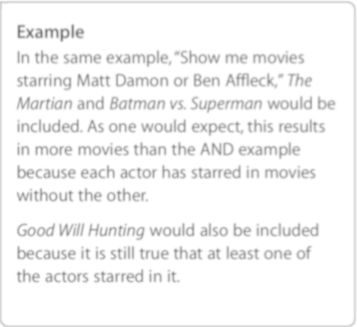 Example
In the same example, “Show me movies
starring Matt Damon or Ben Affleck,” The
Martian and Batman vs. Superman would be
included. As one would expect, this results
in more movies than the AND example
because each actor has starred in movies
without the other.
Good Will Hunting would also be included
because it is still true that at least one of
the actors starred in it.